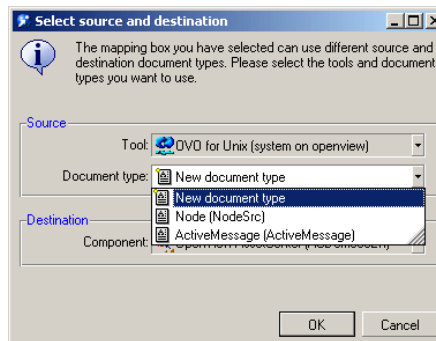 Select source and destination
The mapping box you have selected can use different source and
destination document types. Please select the tools and document
types you want to use.
Source
Tool: OVO for Unix (system on openview)
Document type: New document type
New document type
Node (NodeSrc)
ActiveMessage (ActiveMessage)
Destination
Component:
OK Cancel